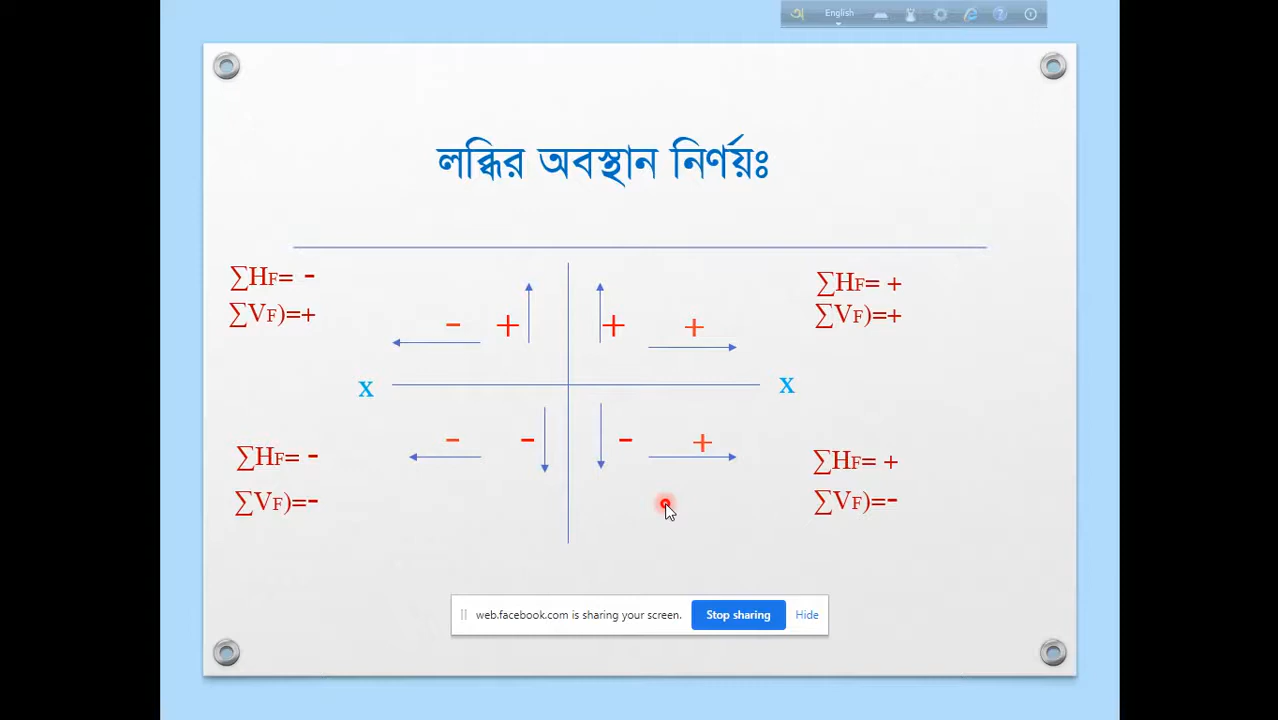 অ English
লব্ধির অবস্থান নির্ণয়ঃ
∑HF= -
∑VF)=+
∑HF= +
∑VF)=+
- + + +
x x
- - - +
∑HF= -
∑VF)=-
∑HF= +
∑VF)=-
web.facebook.com is sharing your screen. Stop sharing Hide